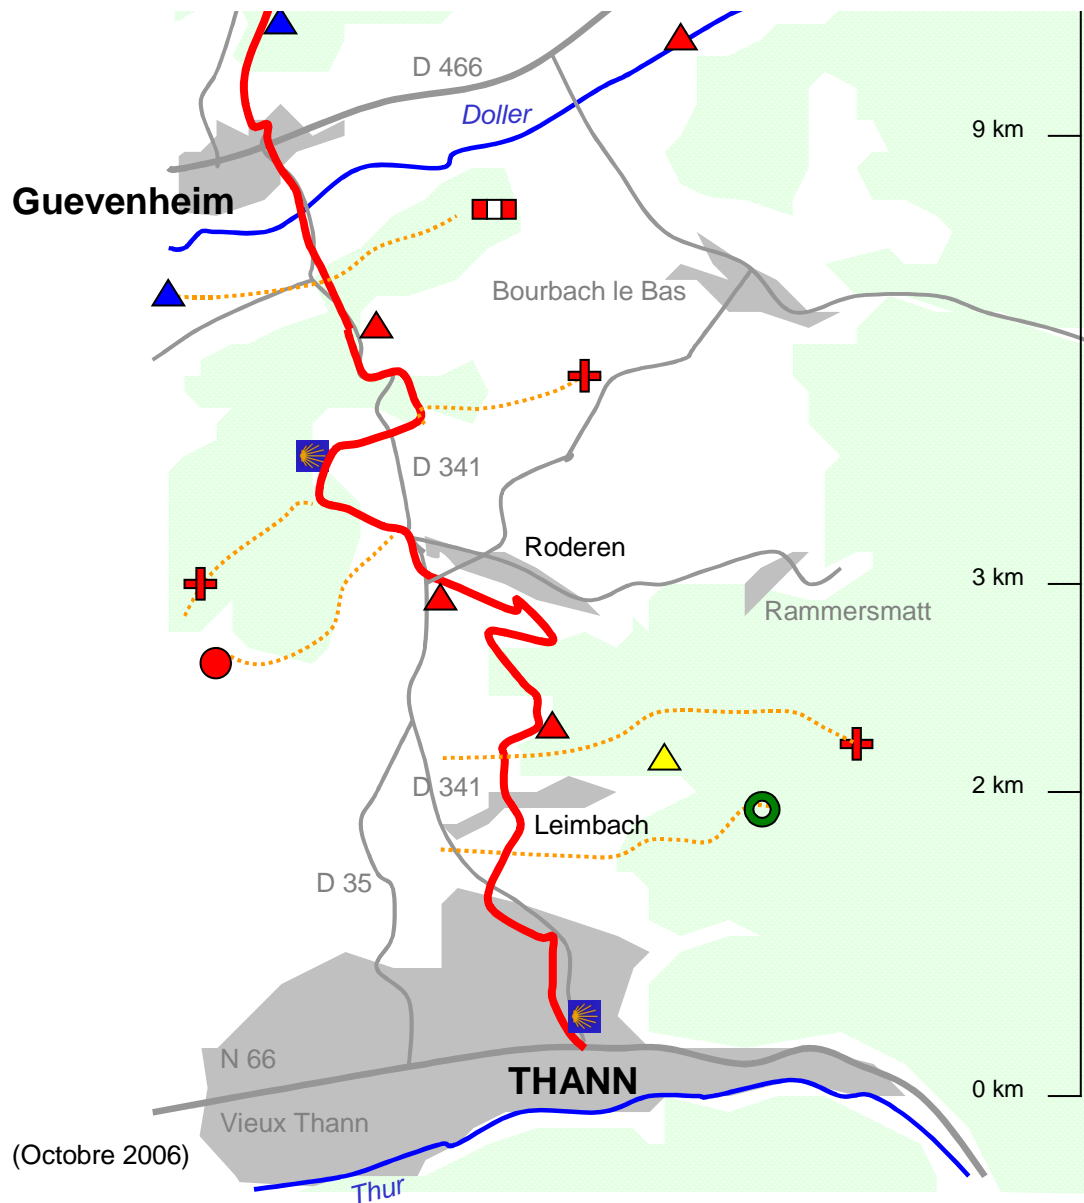 D 466
Doller
9 km
Guevenheim
Bourbach le Bas
D 341
Roderen
3 km
Rammersmatt
D 341
2 km
Leimbach
D 35
N 66
THANN
0 km
Vieux Thann
(Octobre 2006)
Thur